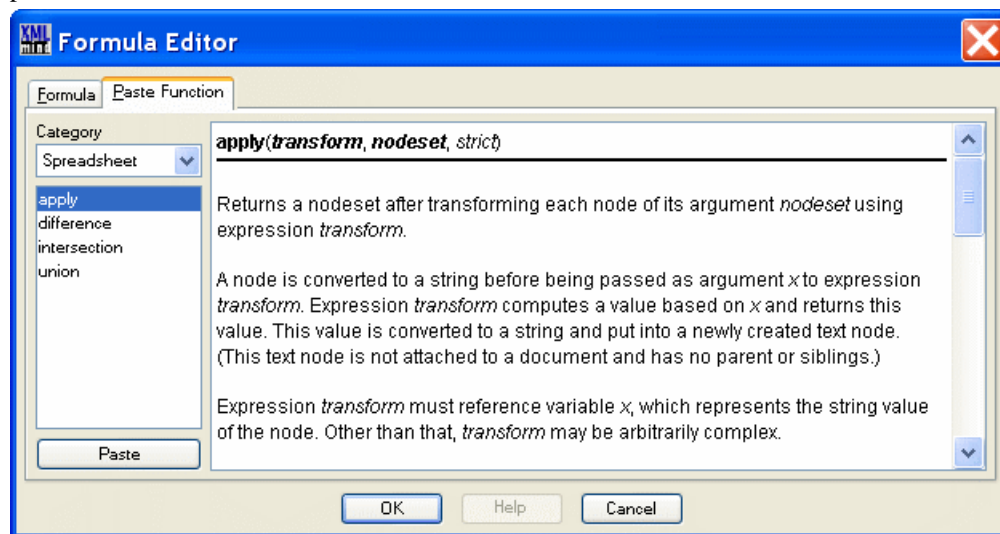 XML mind Formula Editor
Formula Paste Function
Category
Spreadsheet
apply
difference
intersection
union
Paste
apply(transform, nodeset, strict)
Returns a nodeset after transforming each node of its argument nodeset using
expression transform.
A node is converted to a string before being passed as argument x to expression
transform. Expression transform computes a value based on x and returns this
value. This value is converted to a string and put into a newly created text node.
(This text node is not attached to a document and has no parent or siblings.)
Expression transform must reference variable x, which represents the string value
of the node. Other than that, transform may be arbitrarily complex.
OK Help Cancel